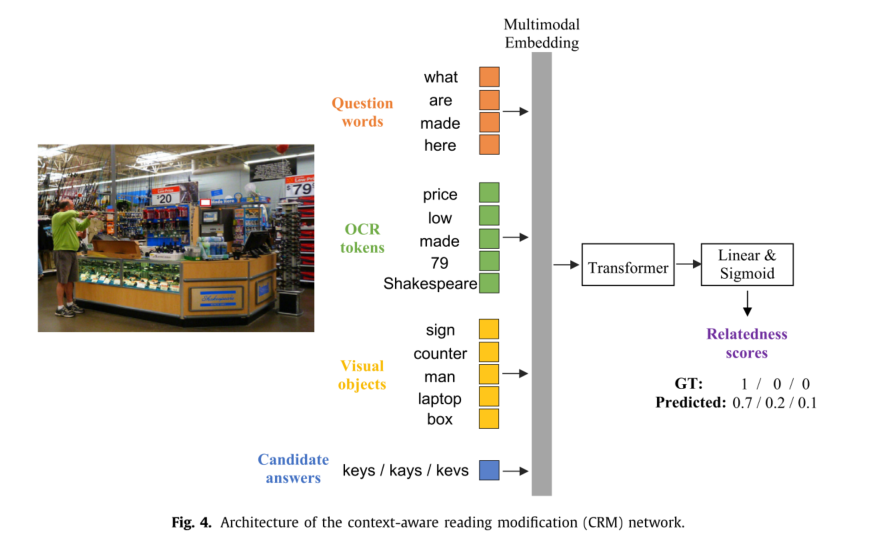 Multimodal
Embedding
Question
words
what
are
made
here
OCR
tokens
price
low
made
79
Shakespeare
Visual
objects
sign
counter
man
laptop
box
Candidate
answers
keys / kays / kevs
$20
$79
Transformer
Linear &
Sigmoid
Relatedness
scores
GT: 1 / 0 / 0
Predicted: 0.7 / 0.2 / 0.1
Fig. 4. Architecture of the context-aware reading modification (CRM) network.